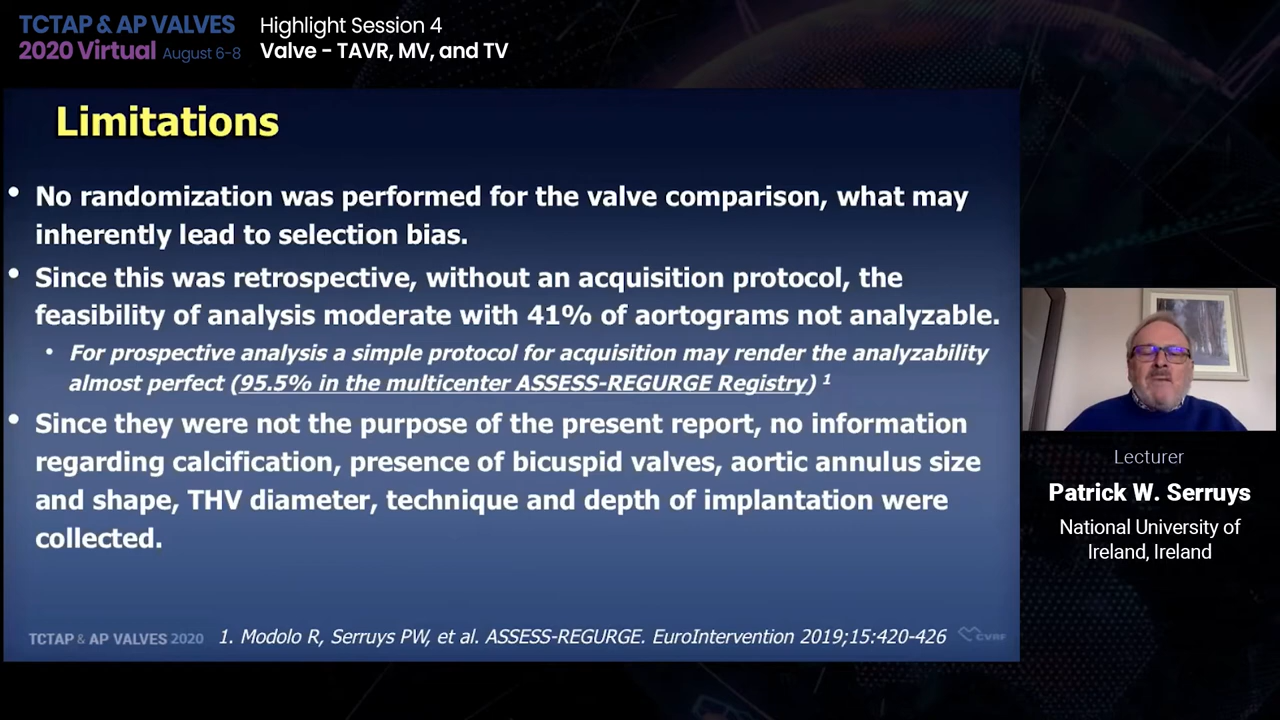 TCTAP & AP VALVES
2020 Virtual August 6-8
Highlight Session 4
Valve - TAVR, MV, and TV
Limitations
• No randomization was performed for the valve comparison, what may
inherently lead to selection bias.
• Since this was retrospective, without an acquisition protocol, the
feasibility of analysis moderate with 41% of aortograms not analyzable.
• For prospective analysis a simple protocol for acquisition may render the analyzability
almost perfect (95.5% in the multicenter ASSESS-REGURGE Registry) 1
• Since they were not the purpose of the present report, no information
regarding calcification, presence of bicuspid valves, aortic annulus size
and shape, THV diameter, technique and depth of implantation were
collected.
TCTAP & AP VALVES 2020
1. Modolo R, Serruys PW, et al. ASSESS-REGURGE. EuroIntervention 2019;15:420-426
CVRF
Lecturer
Patrick W. Serruys
National University of
Ireland, Ireland